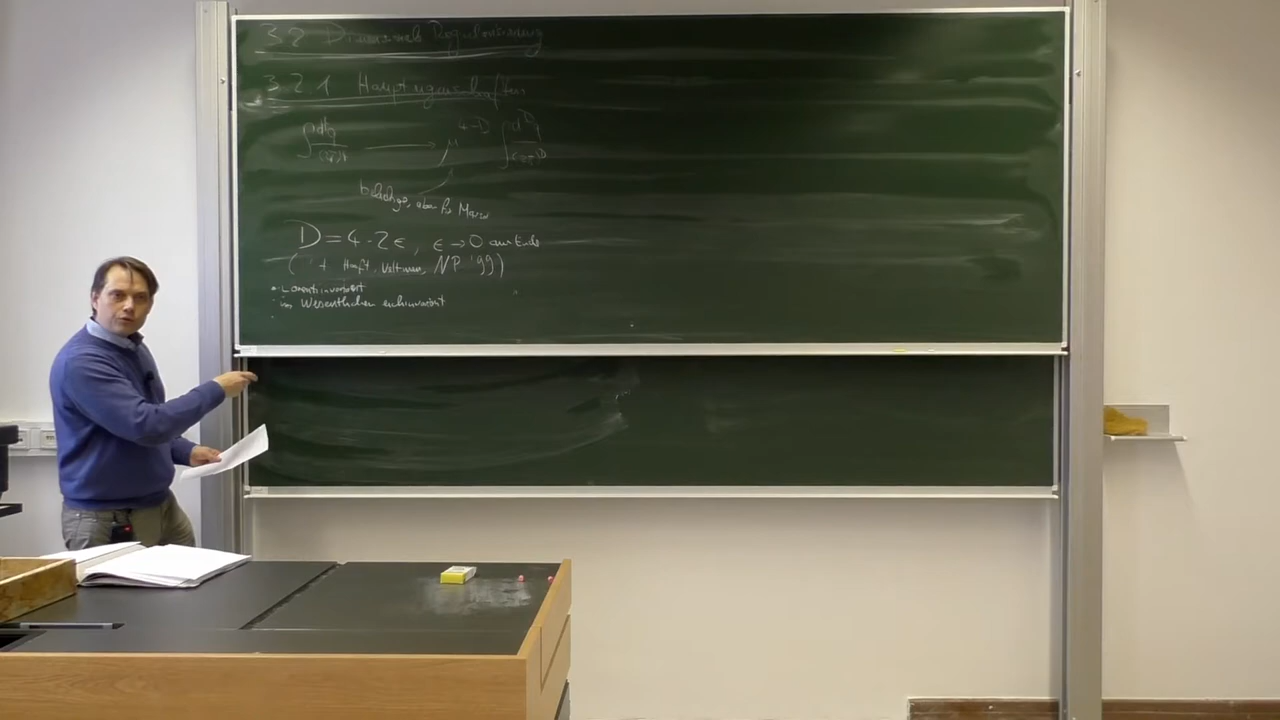 3.2 Dimensionale Regularisierung
3.2.1 Haupteigenschaften
∫ d⁴q/(2π)⁴ ⟶ μ^{4-D} ∫ d^D q/(2π)^D
beliebige, aber fixe Masse
D = 4 - 2ϵ, ϵ → 0 am Ende
('t Hooft, Veltman, NP '99)
• Lorentzinvariant
• im Wesentlichen eichinvariant